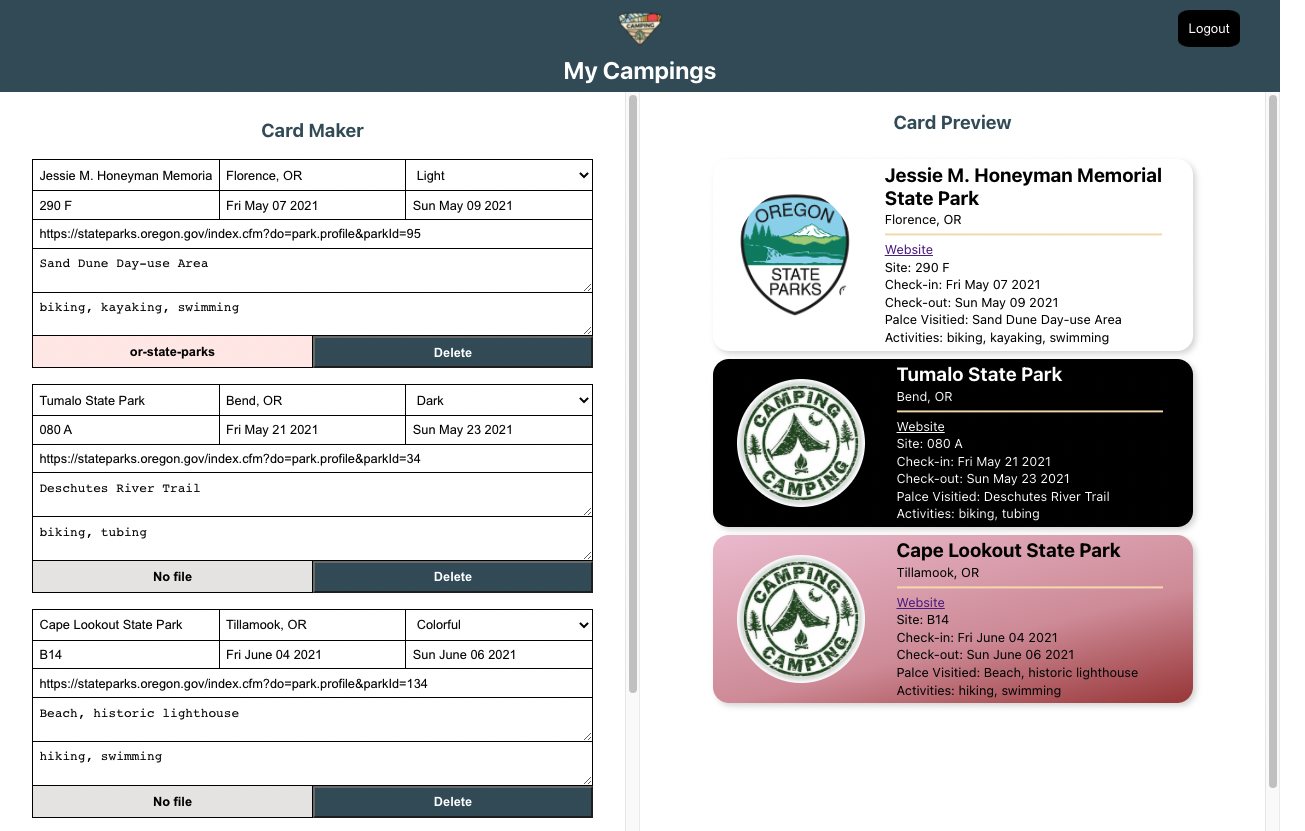 CAMPING
Logout
My Campings
Card Maker
Jessie M. Honeyman Memoria
Florence, OR
Light
290 F
Fri May 07 2021
Sun May 09 2021
https://stateparks.oregon.gov/index.cfm?do=park.profile&parkId=95
Sand Dune Day-use Area
biking, kayaking, swimming
or-state-parks
Delete
Tumalo State Park
Bend, OR
Dark
080 A
Fri May 21 2021
Sun May 23 2021
https://stateparks.oregon.gov/index.cfm?do=park.profile&parkId=34
Deschutes River Trail
biking, tubing
No file
Delete
Cape Lookout State Park
Tillamook, OR
Colorful
B14
Fri June 04 2021
Sun June 06 2021
https://stateparks.oregon.gov/index.cfm?do=park.profile&parkId=134
Beach, historic lighthouse
hiking, swimming
No file
Delete
Card Preview
OREGON
STATE
PARKS
Jessie M. Honeyman Memorial
State Park
Florence, OR
Website
Site: 290 F
Check-in: Fri May 07 2021
Check-out: Sun May 09 2021
Palce Visitied: Sand Dune Day-use Area
Activities: biking, kayaking, swimming
CAMPING
CAMPING
Tumalo State Park
Bend, OR
Website
Site: 080 A
Check-in: Fri May 21 2021
Check-out: Sun May 23 2021
Palce Visitied: Deschutes River Trail
Activities: biking, tubing
CAMPING
CAMPING
Cape Lookout State Park
Tillamook, OR
Website
Site: B14
Check-in: Fri June 04 2021
Check-out: Sun June 06 2021
Palce Visitied: Beach, historic lighthouse
Activities: hiking, swimming